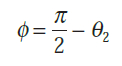 ϕ = π/2 − θ₂